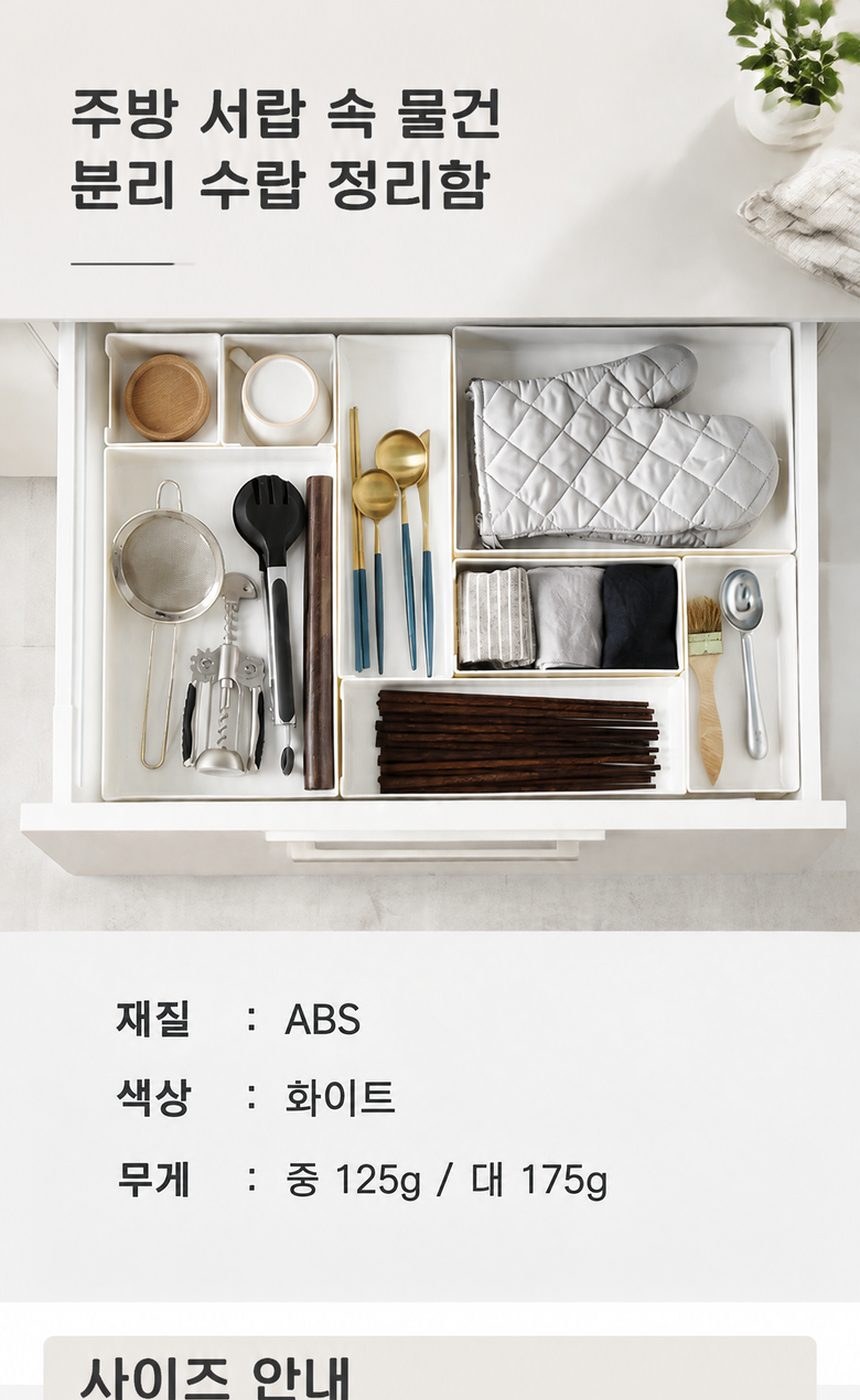 주방 서랍 속 물건
분리 수랍 정리함
재질 : ABS
색상 : 화이트
무게 : 중 125g / 대 175g
사이즈 안내